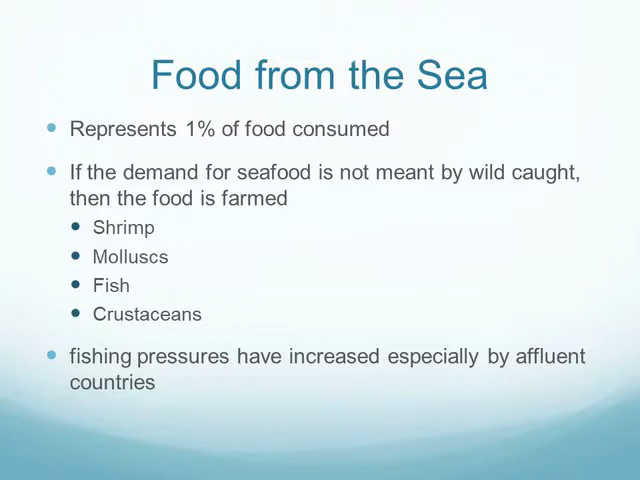 Food from the Sea
Represents 1% of food consumed
If the demand for seafood is not meant by wild caught,
then the food is farmed
Shrimp
Molluscs
Fish
Crustaceans
fishing pressures have increased especially by affluent
countries